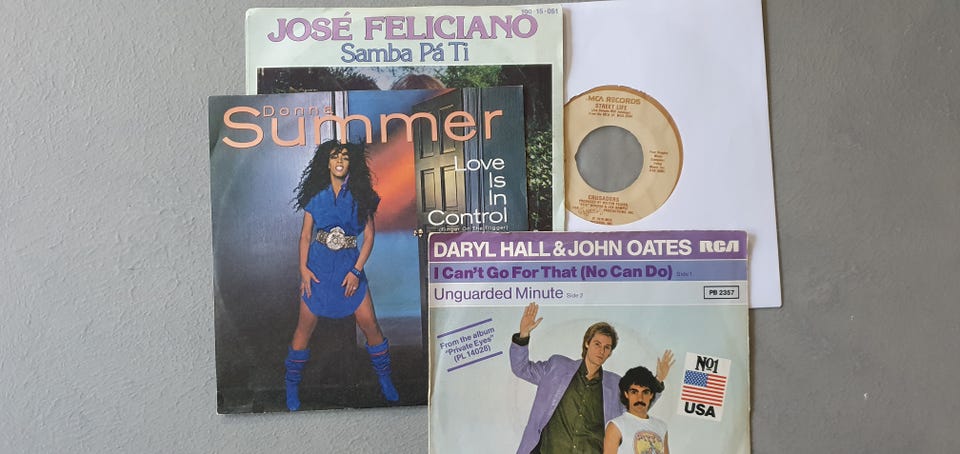 190 15-051
JOSÉ FELICIANO
Samba Pá Ti
Donna
Summer
Love
Is
In
Control
(Finger On The Trigger)
MCA RECORDS
STREET LIFE
CRUSADERS
DARYL HALL & JOHN OATES RCA
I Can't Go For That (No Can Do) Side 1
Unguarded Minute Side 2
PB 2357
From the album
"Private Eyes"
(PL 14028)
No1
USA